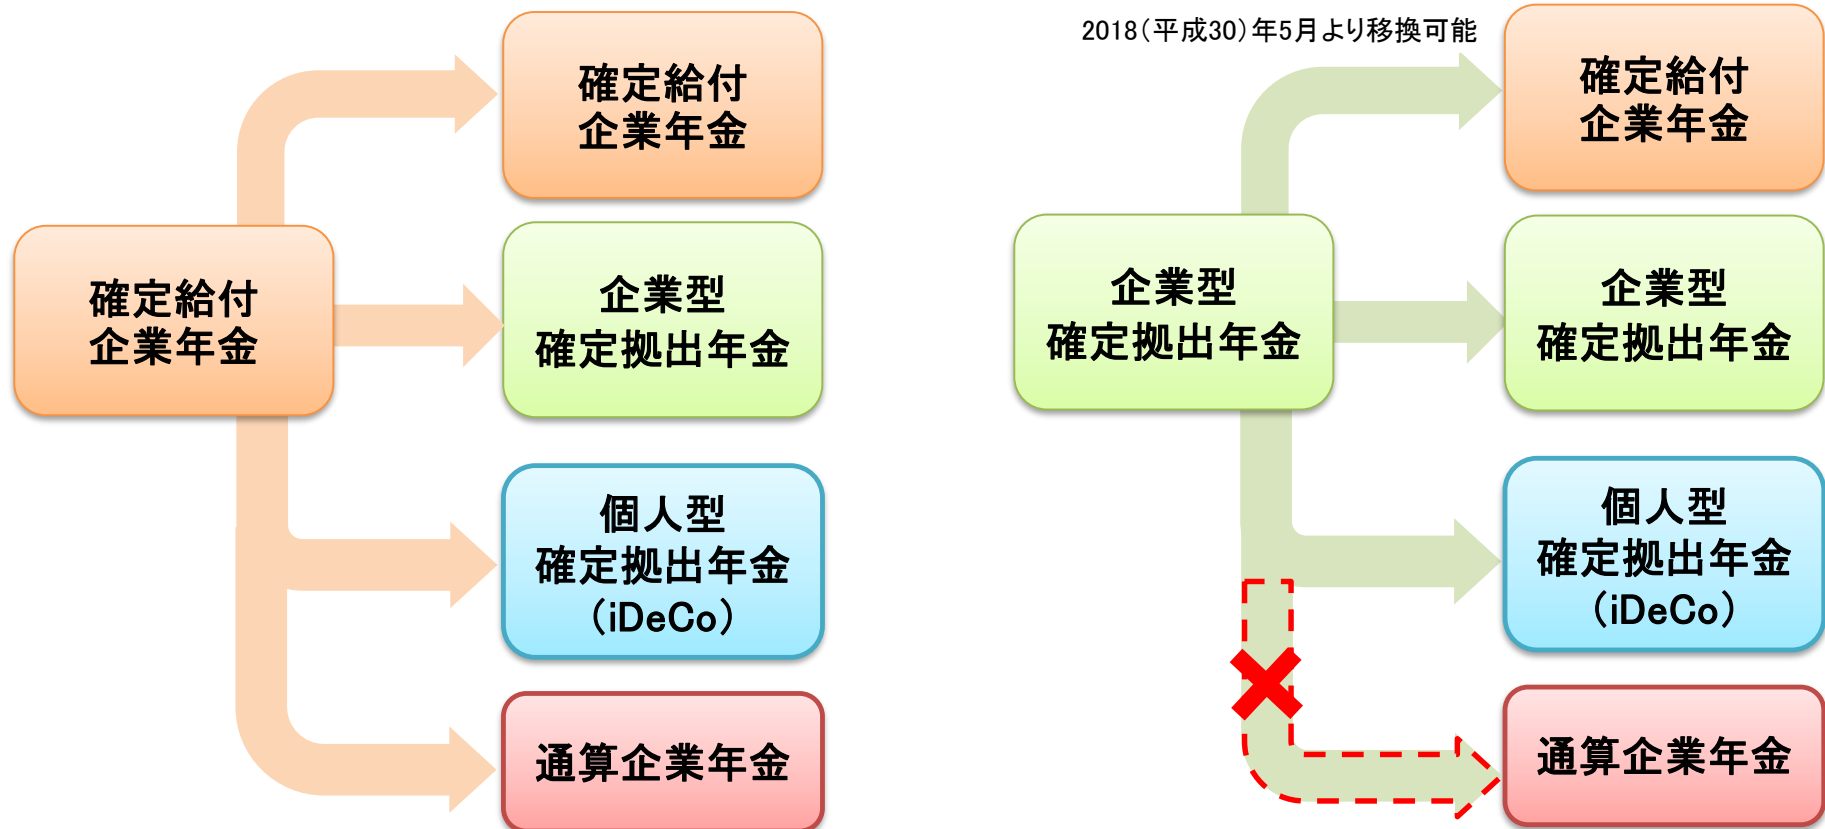 確定給付
企業年金
確定給付
企業年金
企業型
確定拠出年金
個人型
確定拠出年金
（iDeCo）
通算企業年金
2018（平成30）年5月より移換可能
企業型
確定拠出年金
確定給付
企業年金
企業型
確定拠出年金
個人型
確定拠出年金
（iDeCo）
通算企業年金